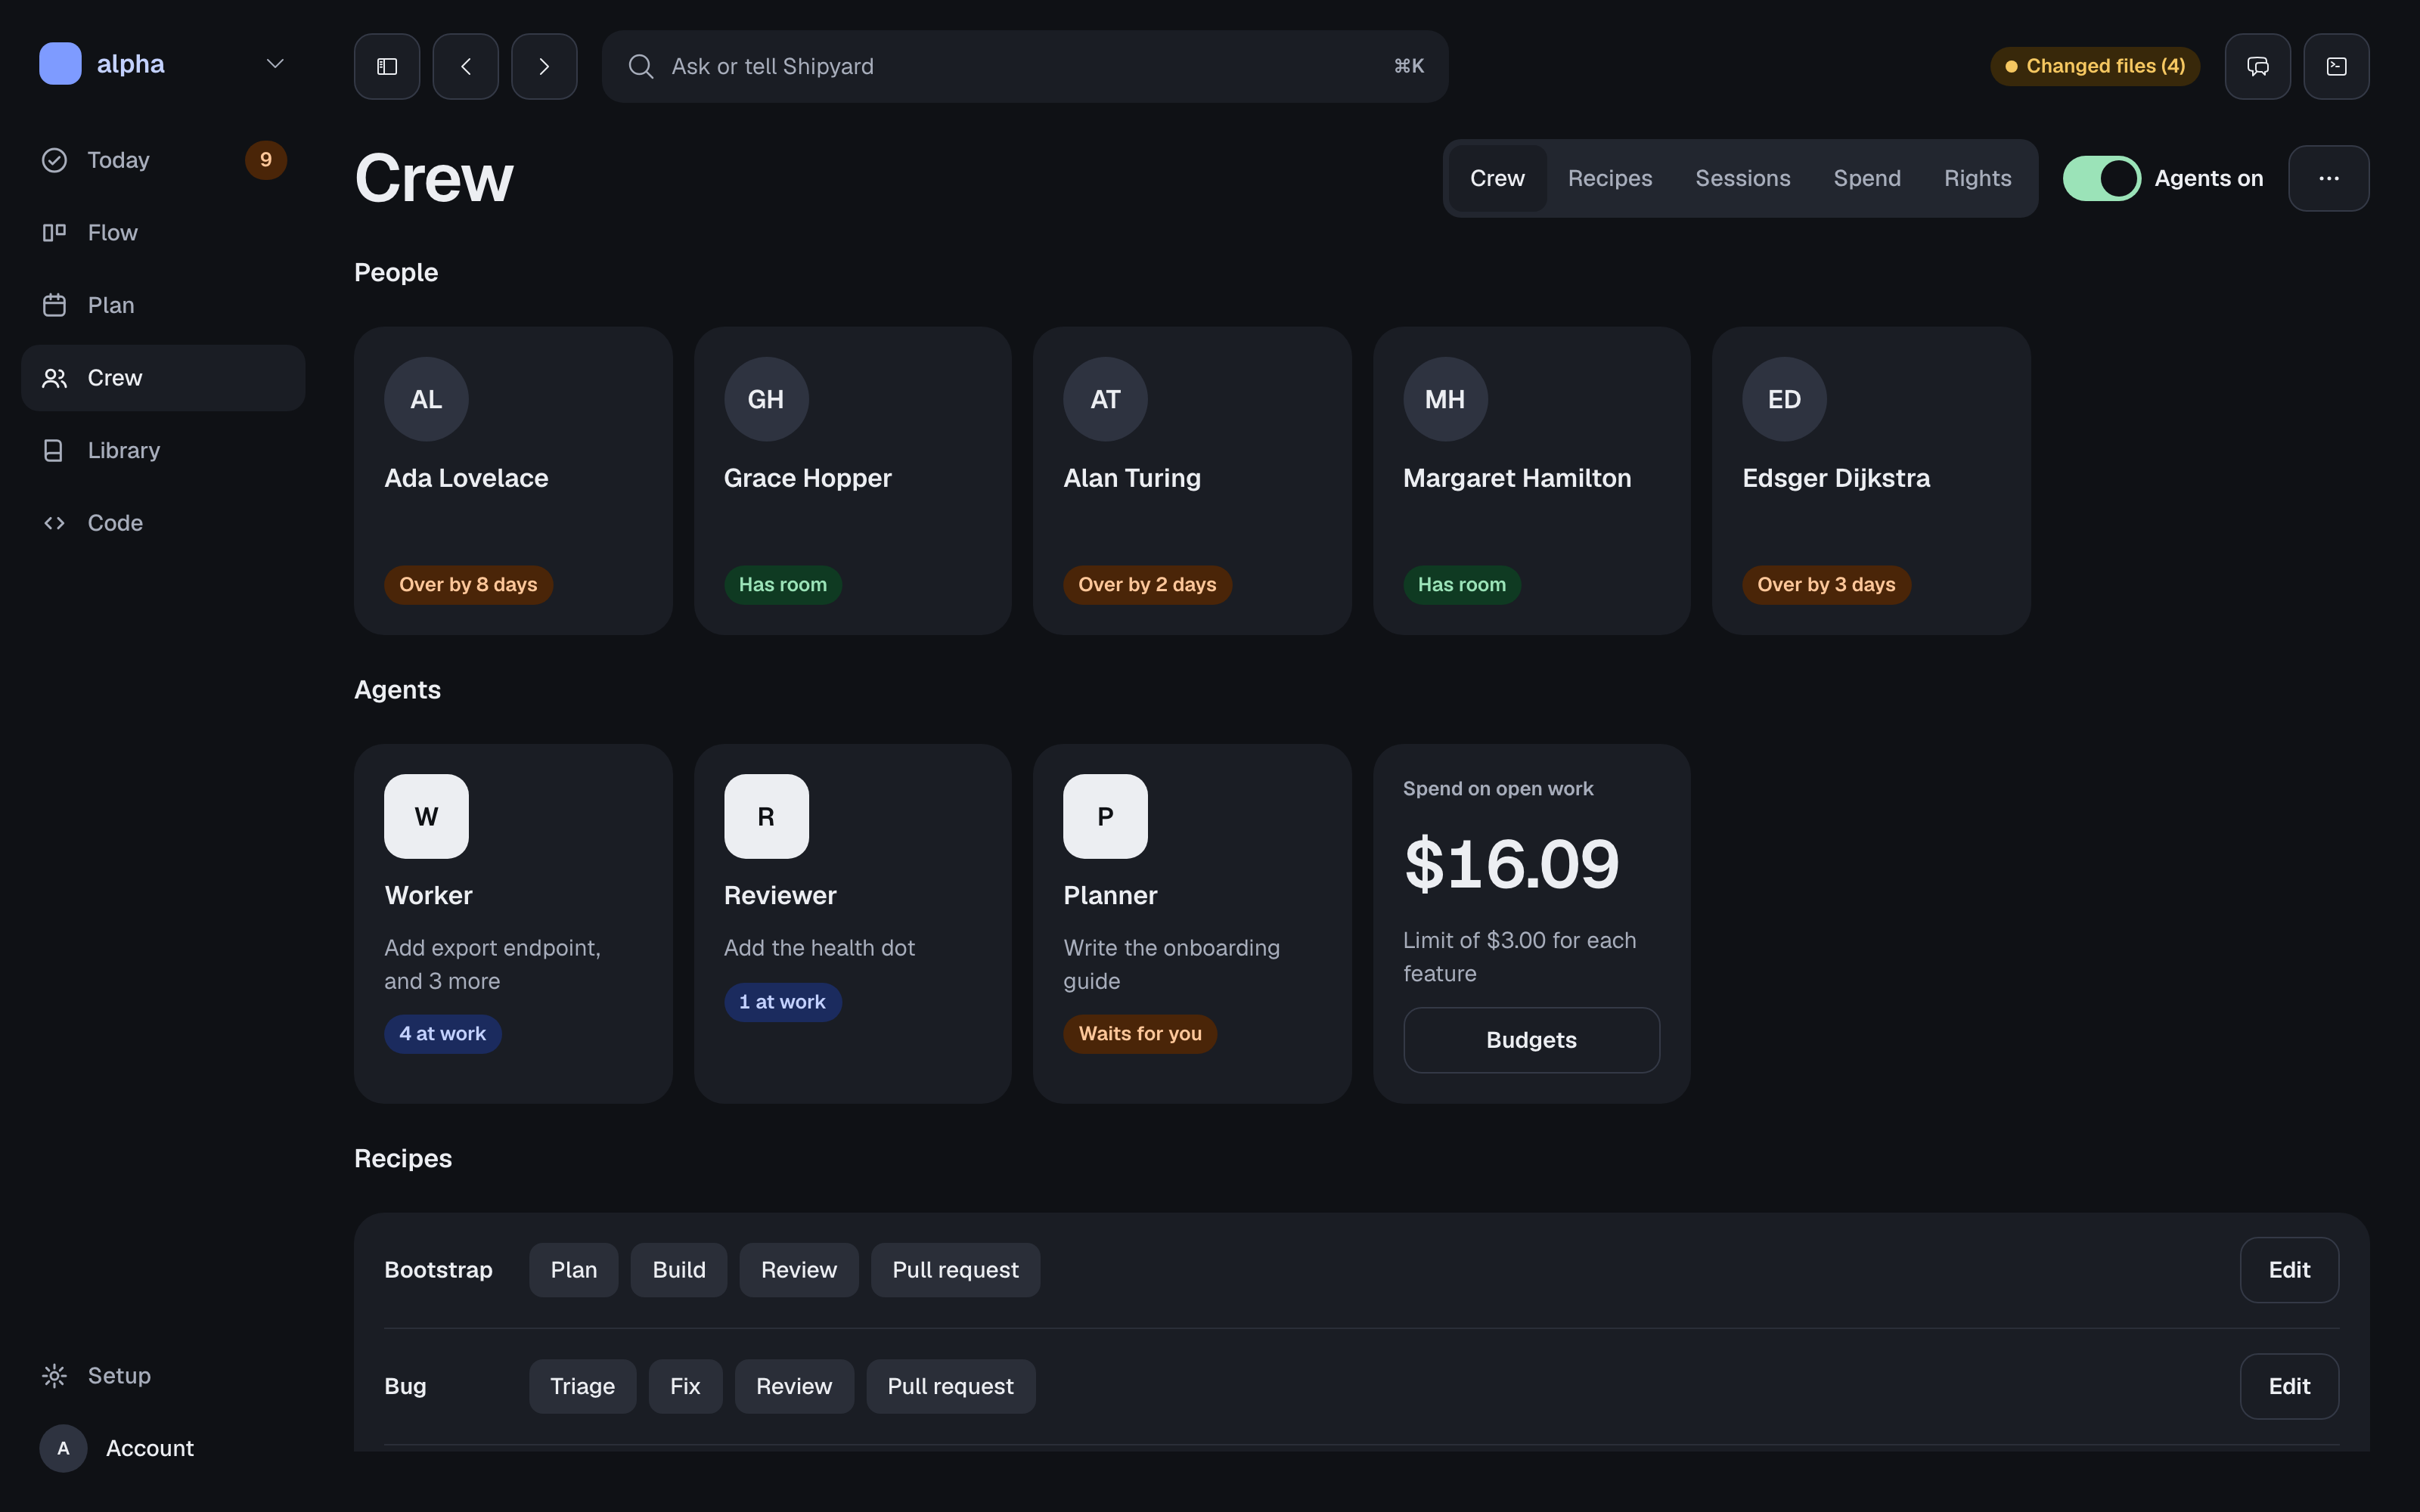 alpha
Ask or tell Shipyard
⌘K
Changed files (4)
Today
9
Flow
Plan
Crew
Library
Code
Setup
A
Account
Crew
Crew
Recipes
Sessions
Spend
Rights
Agents on
People
AL
Ada Lovelace
Over by 8 days
GH
Grace Hopper
Has room
AT
Alan Turing
Over by 2 days
MH
Margaret Hamilton
Has room
ED
Edsger Dijkstra
Over by 3 days
Agents
W
Worker
Add export endpoint,
and 3 more
4 at work
R
Reviewer
Add the health dot
1 at work
P
Planner
Write the onboarding
guide
Waits for you
Spend on open work
$16.09
Limit of $3.00 for each
feature
Budgets
Recipes
Bootstrap
Plan
Build
Review
Pull request
Edit
Bug
Triage
Fix
Review
Pull request
Edit